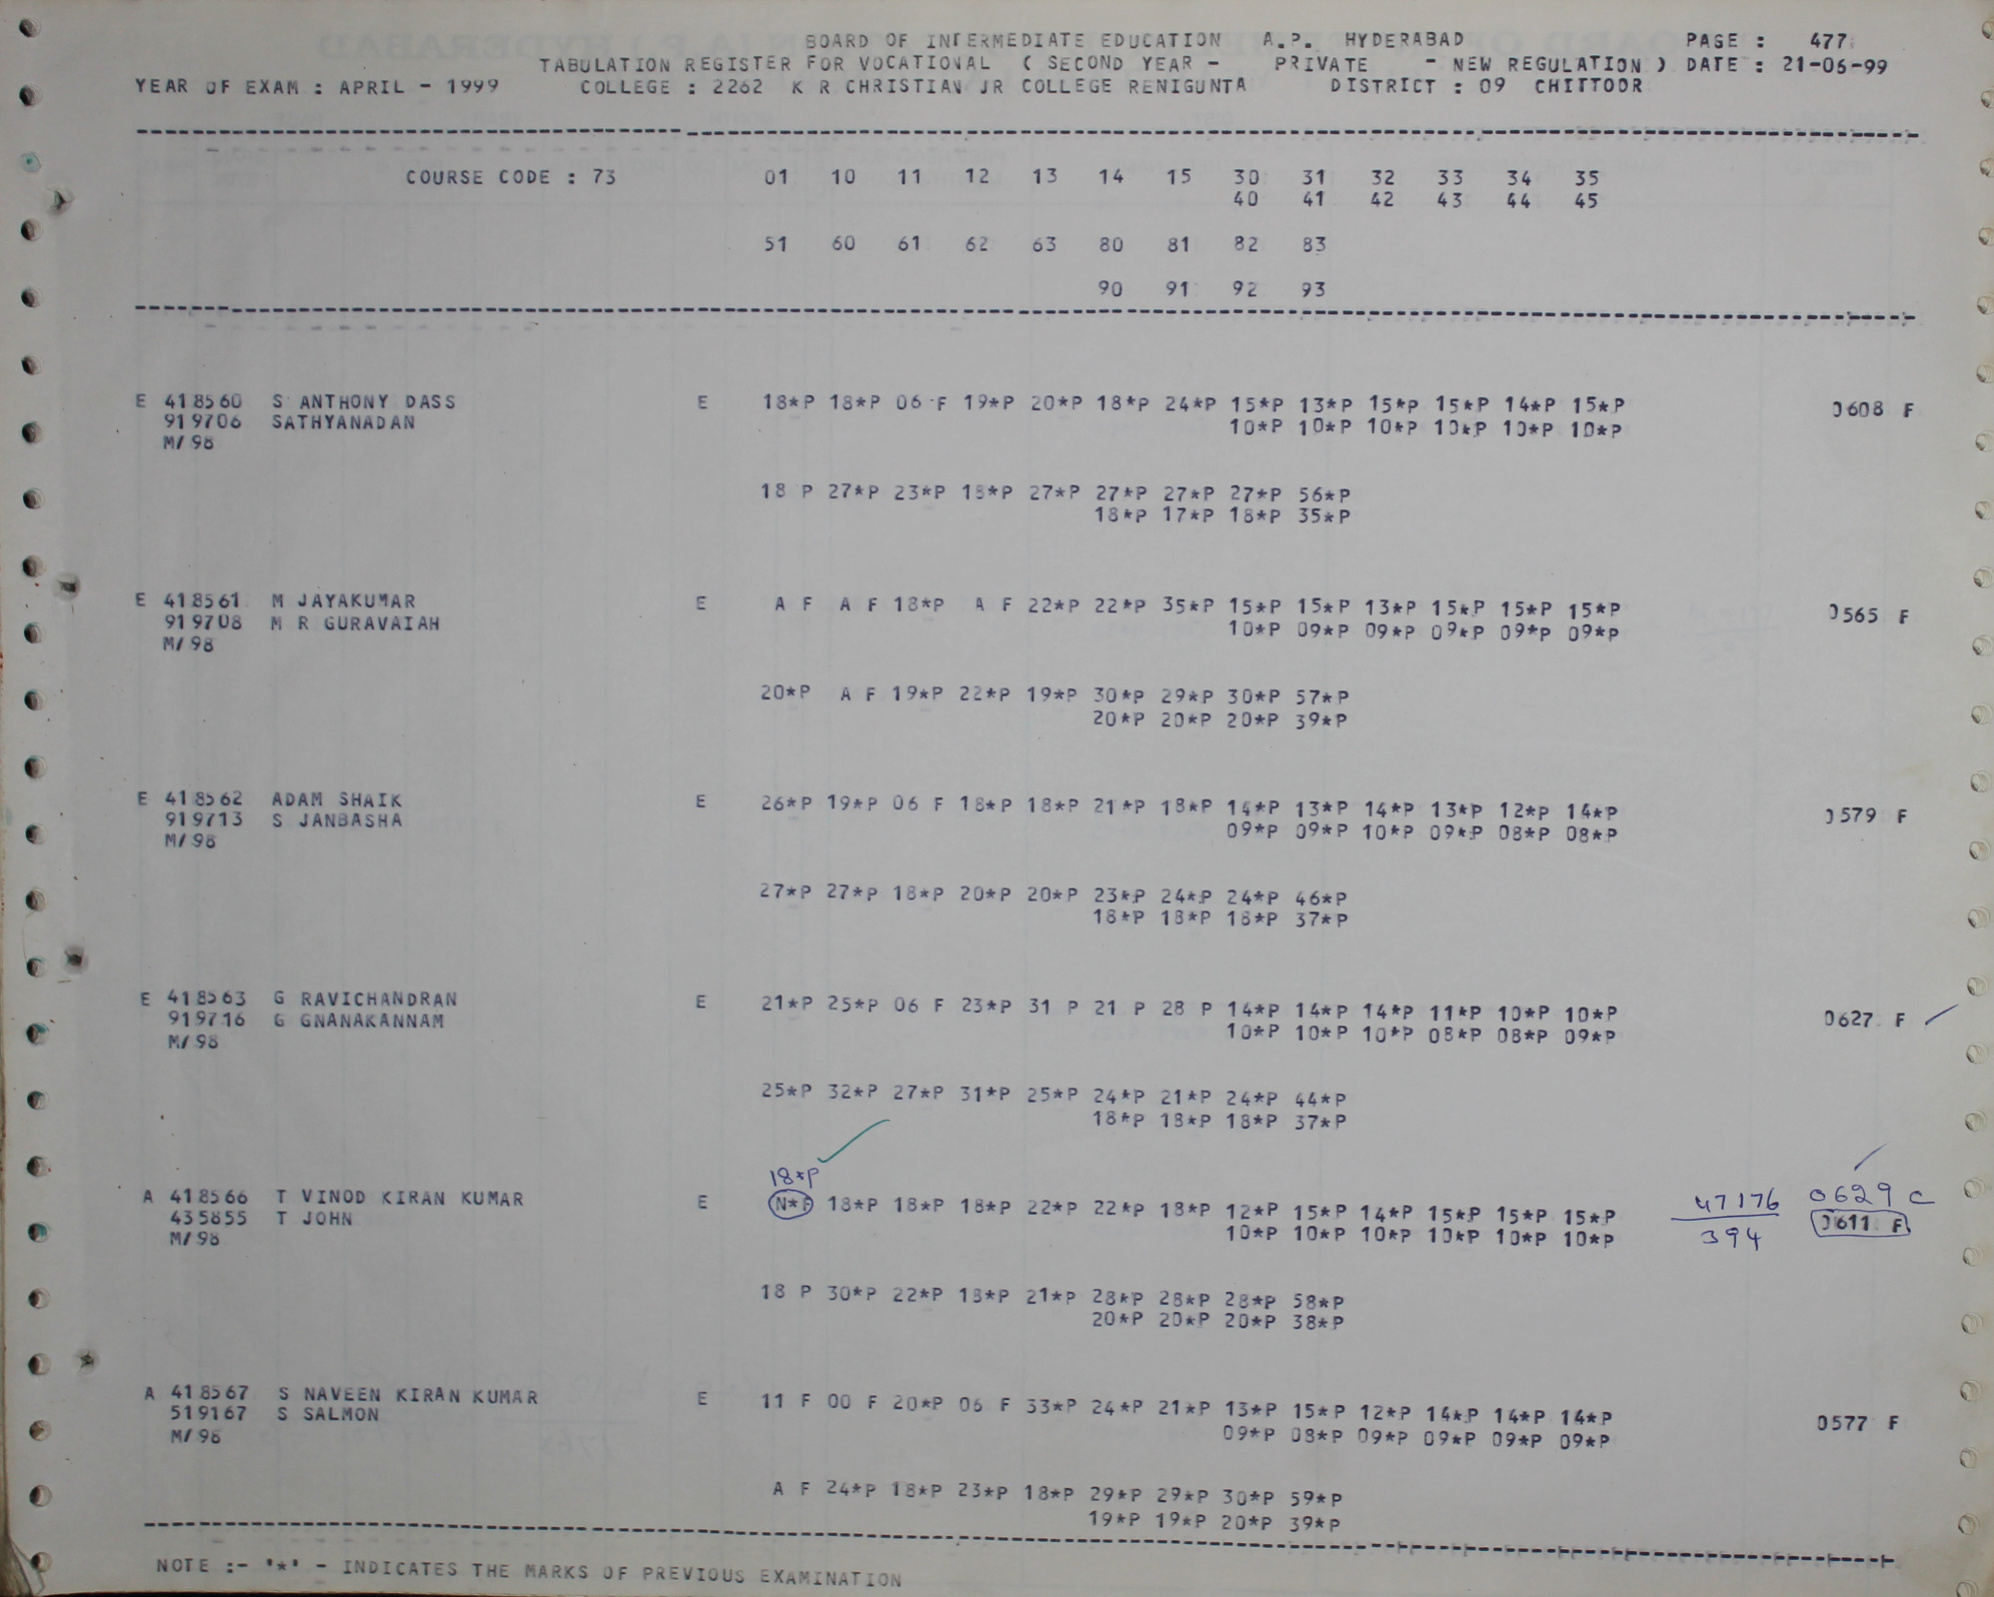 BOARD OF INTERMEDIATE EDUCATION A.P. HYDERABAD PAGE : 477
TABULATION REGISTER FOR VOCATIONAL ( SECOND YEAR - PRIVATE - NEW REGULATION ) DATE : 21-06-99
YEAR OF EXAM : APRIL - 1999 COLLEGE : 2262 K R CHRISTIAN JR COLLEGE RENIGUNTA DISTRICT : 09 CHITTOOR
COURSE CODE : 73 01 10 11 12 13 14 15 30 31 32 33 34 35
40 41 42 43 44 45
51 60 61 62 63 80 81 82 83
90 91 92 93
E 418560 S ANTHONY DASS E 18*P 18*P 06 F 19*P 20*P 18*P 24*P 15*P 13*P 15*P 15*P 14*P 15*P 0608 F
919706 SATHYANADAN 10*P 10*P 10*P 10*P 10*P 10*P
M/98
18 P 27*P 23*P 18*P 27*P 27*P 27*P 27*P 56*P
18*P 17*P 18*P 35*P
E 418561 M JAYAKUMAR E A F A F 18*P A F 22*P 22*P 35*P 15*P 15*P 13*P 15*P 15*P 15*P 0565 F
919708 M R GURAVAIAH 10*P 09*P 09*P 09*P 09*P 09*P
M/98
20*P A F 19*P 22*P 19*P 30*P 29*P 30*P 57*P
20*P 20*P 20*P 39*P
E 418562 ADAM SHAIK E 26*P 19*P 06 F 18*P 18*P 21*P 18*P 14*P 13*P 14*P 13*P 12*P 14*P 0579 F
919713 S JANBASHA 09*P 09*P 10*P 09*P 08*P 08*P
M/98
27*P 27*P 18*P 20*P 20*P 23*P 24*P 24*P 46*P
18*P 18*P 18*P 37*P
E 418563 G RAVICHANDRAN E 21*P 25*P 06 F 23*P 31 P 21 P 28 P 14*P 14*P 14*P 11*P 10*P 10*P 0627 F
919716 G GNANAKANNAM 10*P 10*P 10*P 08*P 08*P 09*P
M/98
25*P 32*P 27*P 31*P 25*P 24*P 21*P 24*P 44*P
18*P 18*P 18*P 37*P
18*P
A 418566 T VINOD KIRAN KUMAR E N*F 18*P 18*P 18*P 22*P 22*P 18*P 12*P 15*P 14*P 15*P 15*P 15*P 47176 0629 C
435855 T JOHN 10*P 10*P 10*P 10*P 10*P 10*P 394 0611 F
M/98
18 P 30*P 22*P 18*P 21*P 28*P 28*P 28*P 58*P
20*P 20*P 20*P 38*P
A 418567 S NAVEEN KIRAN KUMAR E 11 F 00 F 20*P 06 F 33*P 24*P 21*P 13*P 15*P 12*P 14*P 14*P 14*P 0577 F
519167 S SALMON 09*P 08*P 09*P 09*P 09*P 09*P
M/98
A F 24*P 18*P 23*P 18*P 29*P 29*P 30*P 59*P
19*P 19*P 20*P 39*P
NOTE :- '*' - INDICATES THE MARKS OF PREVIOUS EXAMINATION